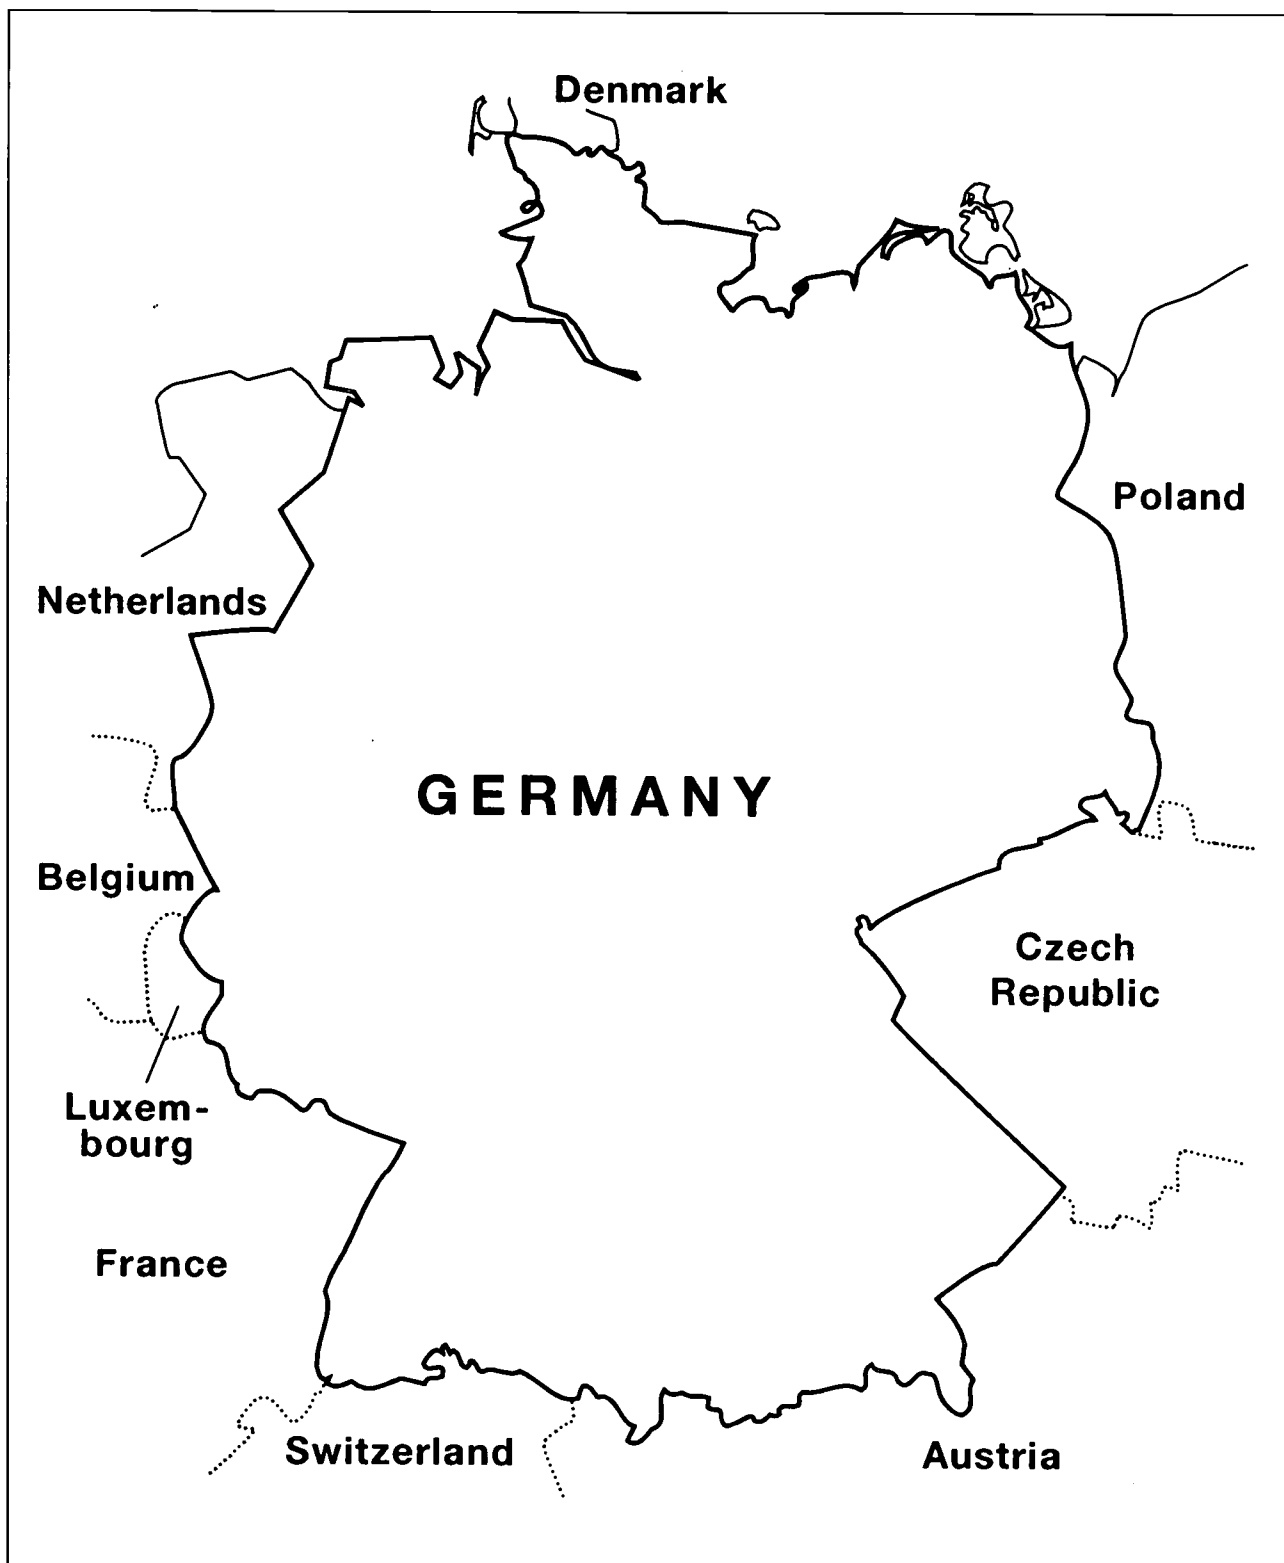 Denmark
Poland
Netherlands
GERMANY
Belgium
Czech
Republic
Luxem-
bourg
France
Switzerland
Austria